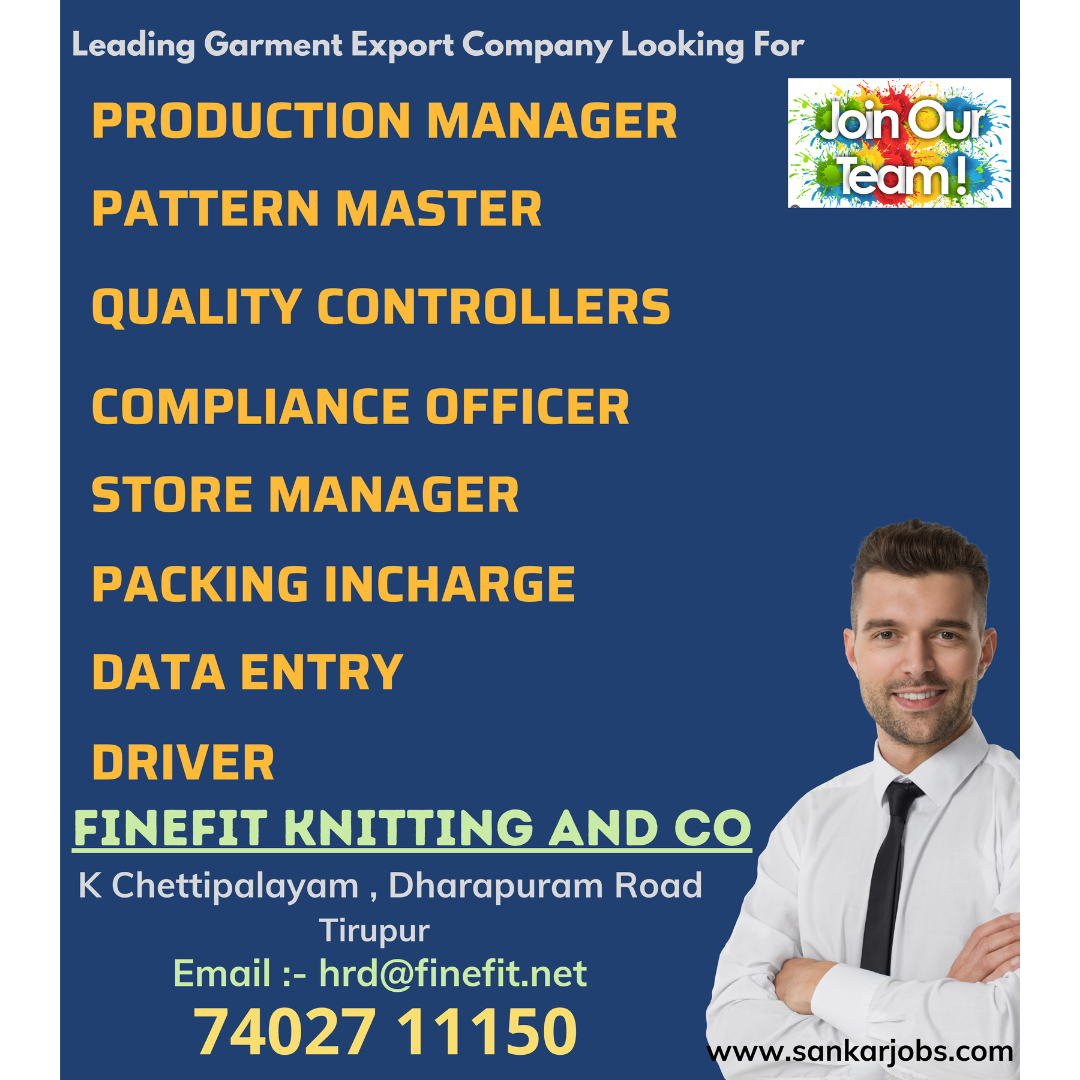 Leading Garment Export Company Looking For
Join Our
Team !
PRODUCTION MANAGER
PATTERN MASTER
QUALITY CONTROLLERS
COMPLIANCE OFFICER
STORE MANAGER
PACKING INCHARGE
DATA ENTRY
DRIVER
FINEFIT KNITTING AND CO
K Chettipalayam , Dharapuram Road
Tirupur
Email :- hrd@finefit.net
74027 11150
www.sankarjobs.com